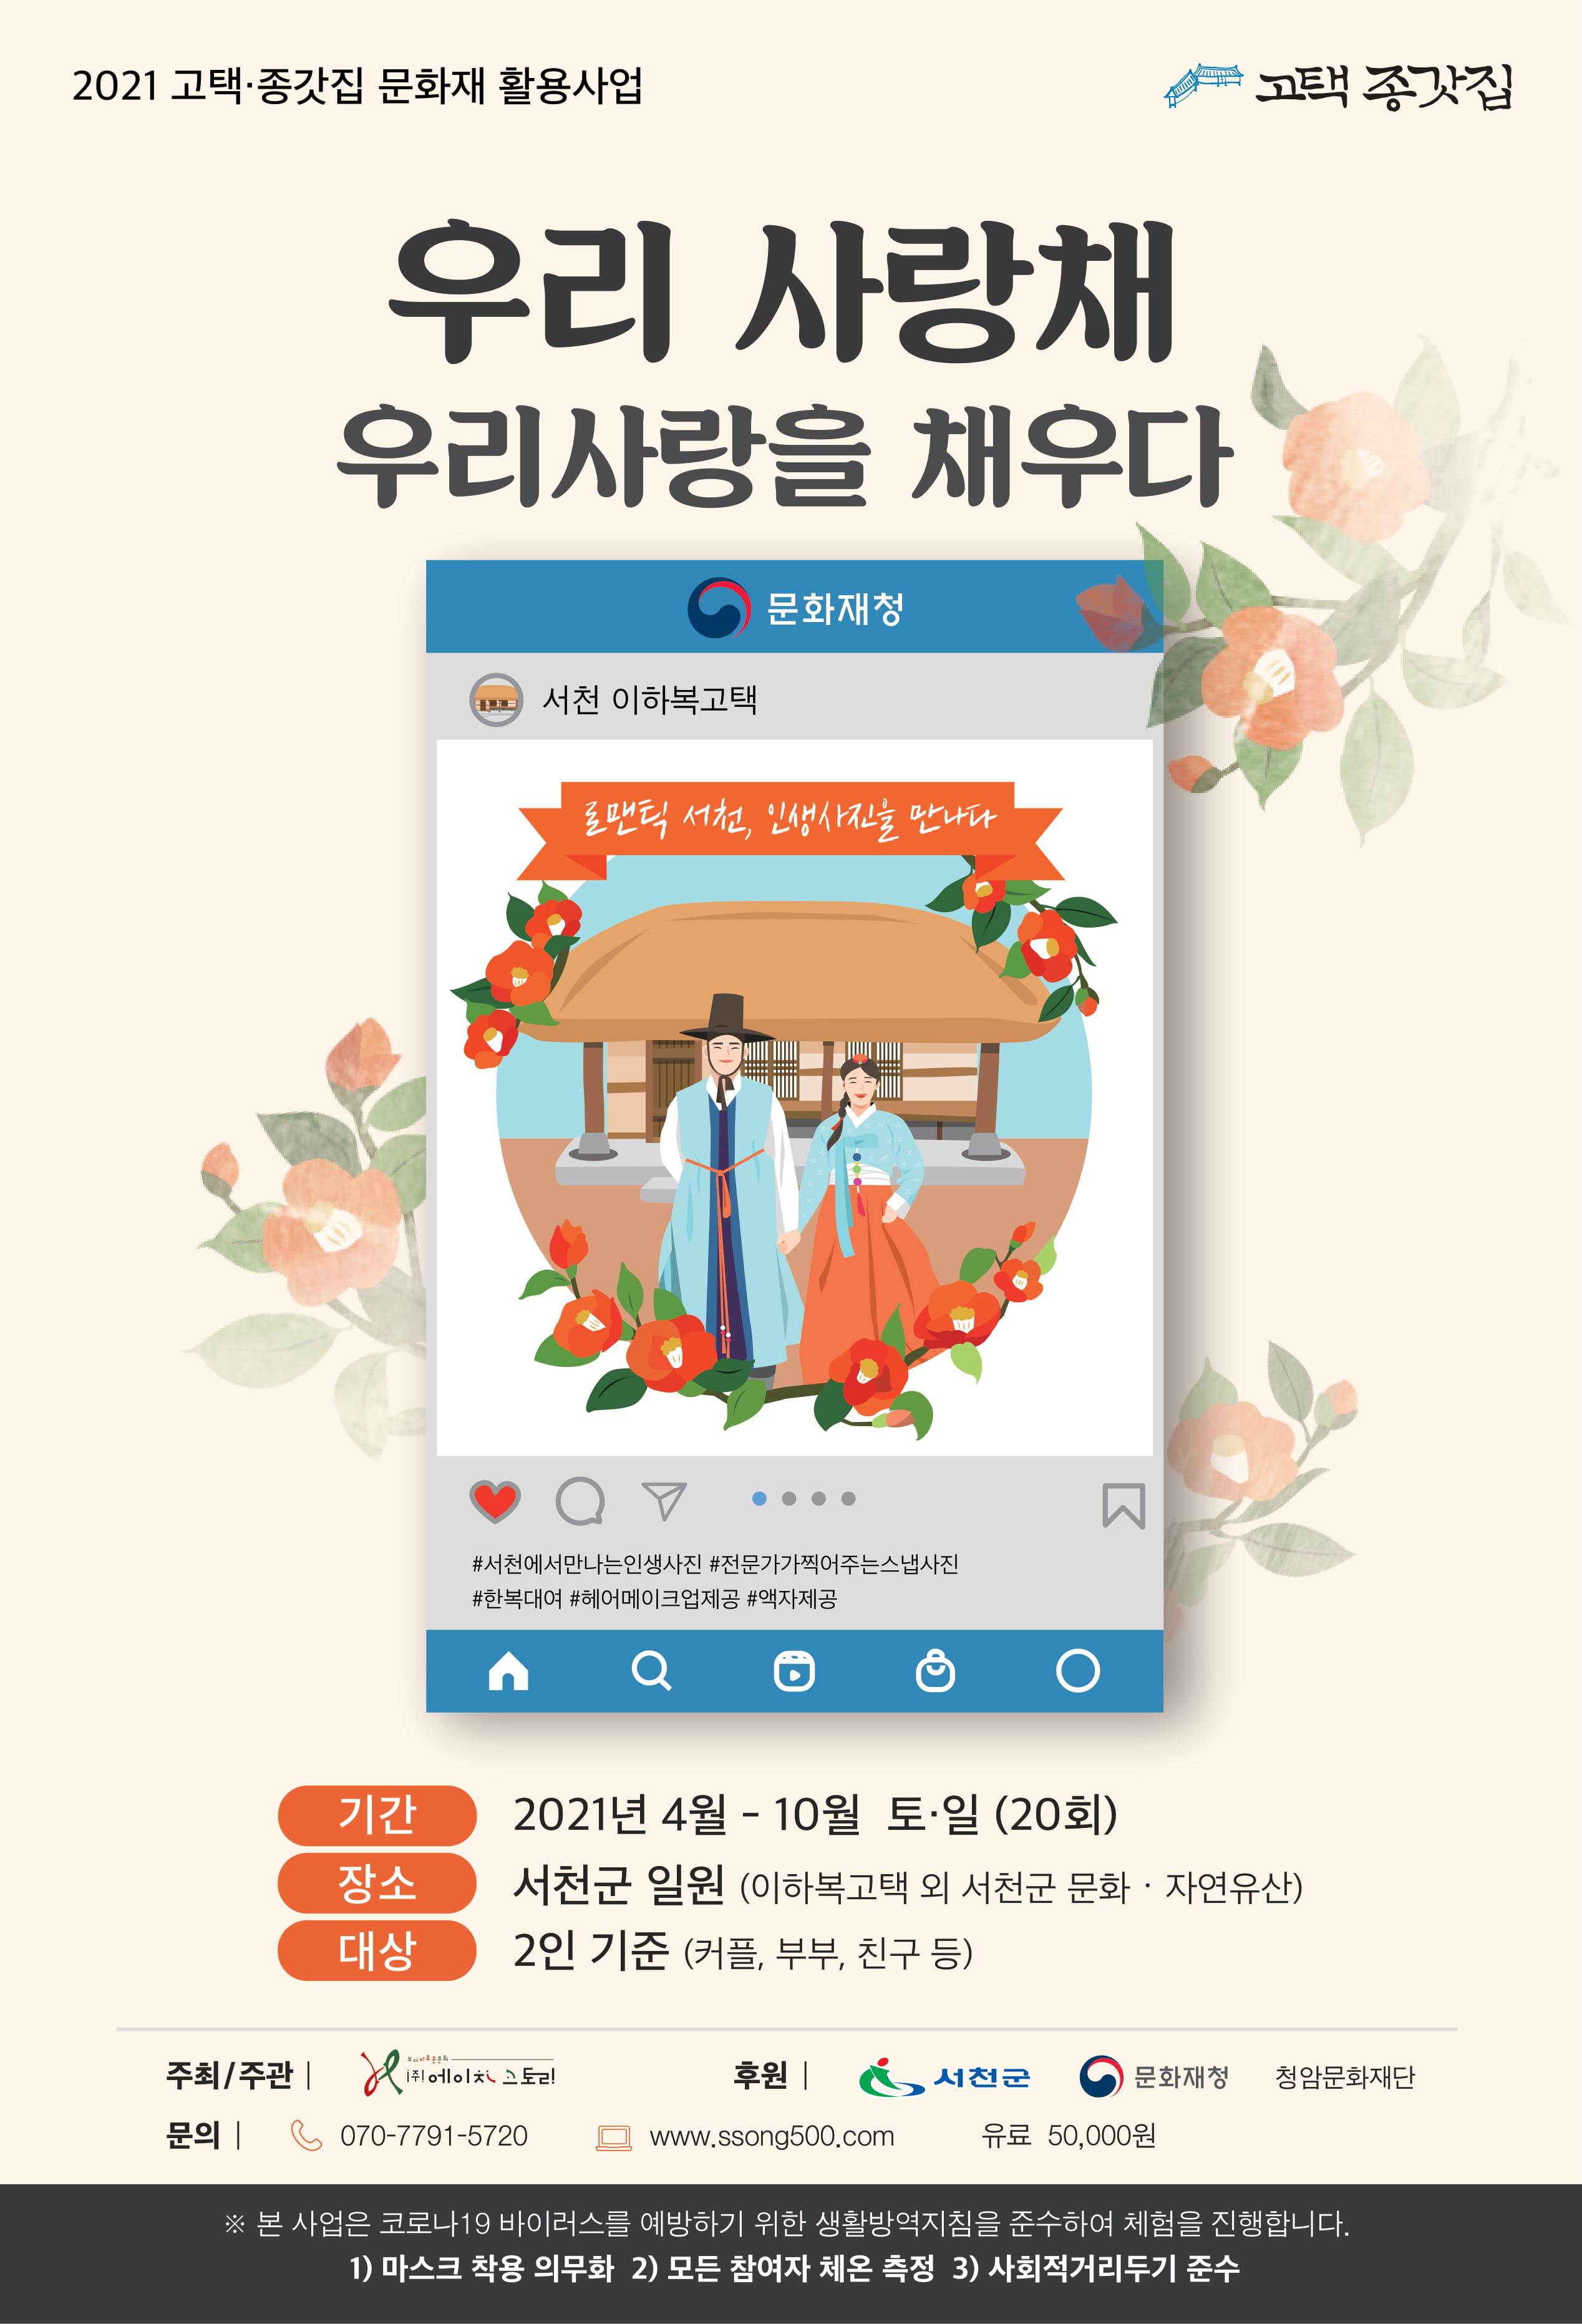 2021 고택·종갓집 문화재 활용사업
고택 종갓집
우리 사랑채
우리사랑을 채우다
문화재청
서천 이하복고택
로맨틱 서천, 인생사진을 만나다
#서천에서만나는인생사진 #전문가가찍어주는스냅사진
#한복대여 #헤어메이크업제공 #액자제공
기간 2021년 4월 - 10월 토·일 (20회)
장소 서천군 일원 (이하복고택 외 서천군 문화 · 자연유산)
대상 2인 기준 (커플, 부부, 친구 등)
주최/주관 | (주)에이치스토리 후원 | 서천군 문화재청 청암문화재단
문의 | 070-7791-5720 www.ssong500.com 유료 50,000원
※ 본 사업은 코로나19 바이러스를 예방하기 위한 생활방역지침을 준수하여 체험을 진행합니다.
1) 마스크 착용 의무화 2) 모든 참여자 체온 측정 3) 사회적거리두기 준수